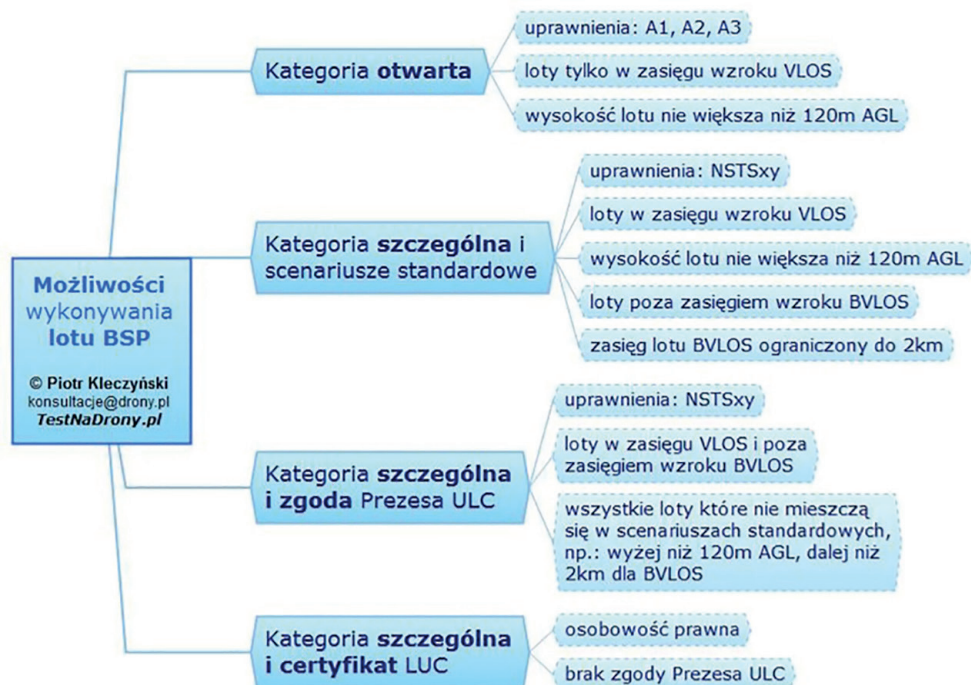 Możliwości
wykonywania
lotu BSP
© Piotr Kleczyński
konsultacje@drony.pl
TestNaDrony.pl
Kategoria otwarta
uprawnienia: A1, A2, A3
loty tylko w zasięgu wzroku VLOS
wysokość lotu nie większa niż 120m AGL
Kategoria szczególna i
scenariusze standardowe
uprawnienia: NSTSxy
loty w zasięgu wzroku VLOS
wysokość lotu nie większa niż 120m AGL
loty poza zasięgiem wzroku BVLOS
zasięg lotu BVLOS ograniczony do 2km
Kategoria szczególna
i zgoda Prezesa ULC
uprawnienia: NSTSxy
loty w zasięgu VLOS i poza
zasięgiem wzroku BVLOS
wszystkie loty które nie mieszczą
się w scenariuszach standardowych,
np.: wyżej niż 120m AGL, dalej niż
2km dla BVLOS
Kategoria szczególna
i certyfikat LUC
osobowość prawna
brak zgody Prezesa ULC